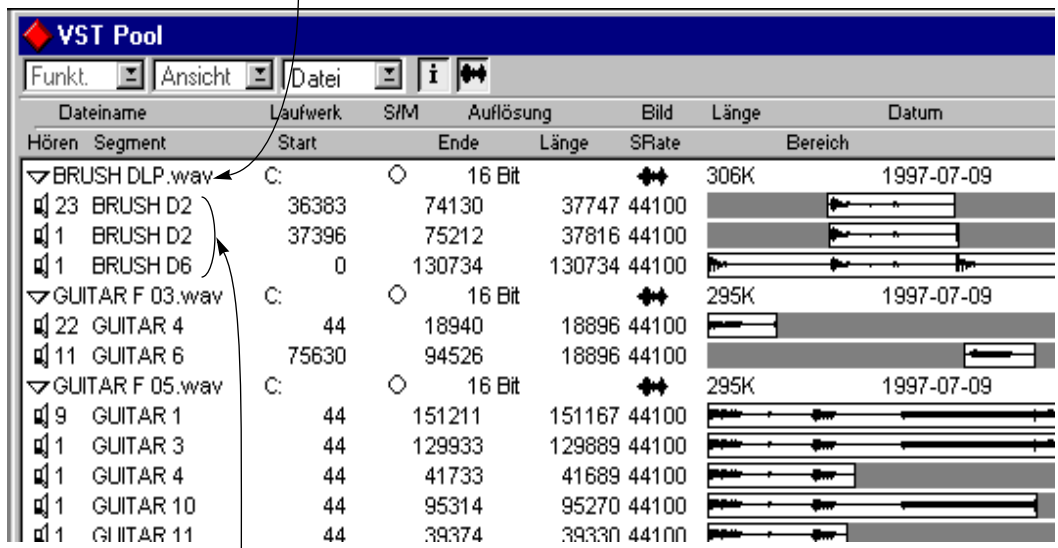 VST Pool
Funkt. Ansicht Datei i
Dateiname Laufwerk S/M Auflösung Bild Länge Datum
Hören Segment Start Ende Länge SRate Bereich
BRUSH DLP.wav C: 16 Bit 306K 1997-07-09
23 BRUSH D2 36383 74130 37747 44100
1 BRUSH D2 37396 75212 37816 44100
1 BRUSH D6 0 130734 130734 44100
GUITAR F 03.wav C: 16 Bit 295K 1997-07-09
22 GUITAR 4 44 18940 18896 44100
11 GUITAR 6 75630 94526 18896 44100
GUITAR F 05.wav C: 16 Bit 295K 1997-07-09
9 GUITAR 1 44 151211 151167 44100
1 GUITAR 3 44 129933 129889 44100
1 GUITAR 4 44 41733 41689 44100
1 GUITAR 10 44 95314 95270 44100
1 GUITAR 11 44 39374 39330 44100